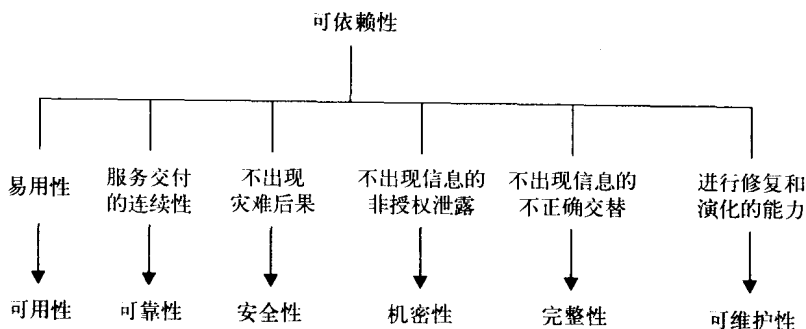 可依赖性
易用性
服务交付
的连续性
不出现
灾难后果
不出现信息的
非授权泄露
不出现信息的
不正确交替
进行修复和
演化的能力
可用性
可靠性
安全性
机密性
完整性
可维护性